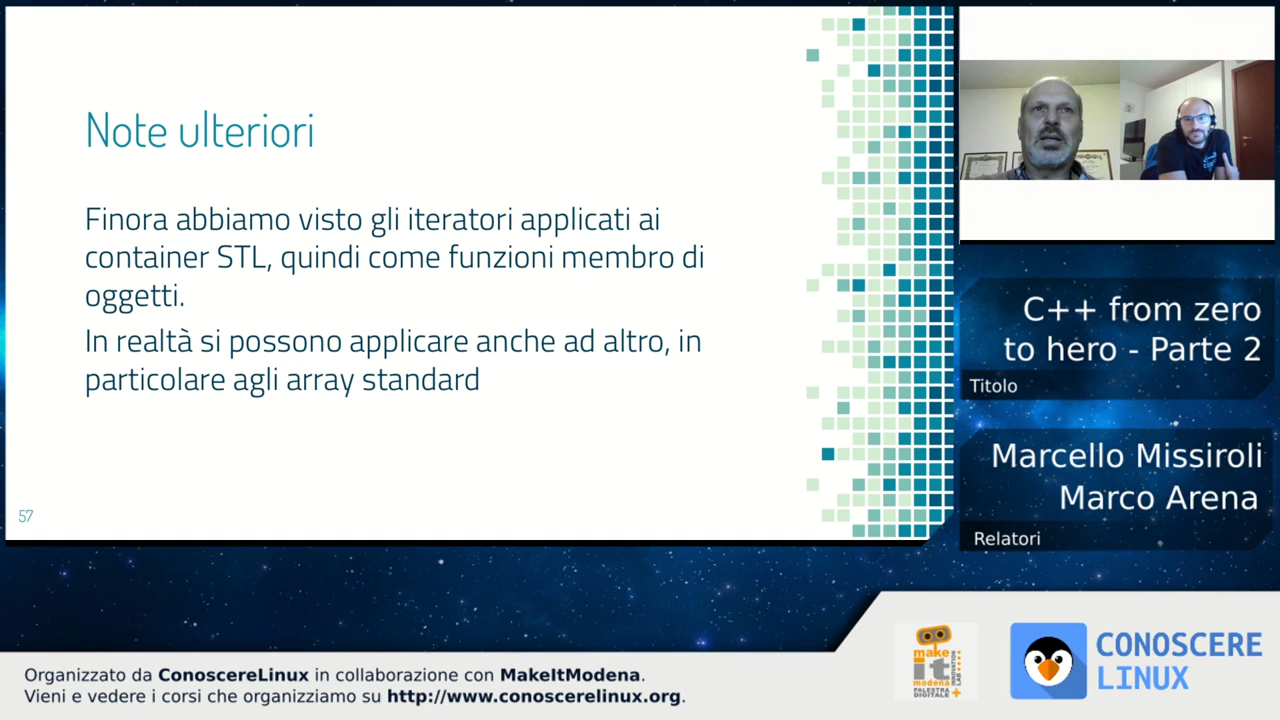 Note ulteriori
Finora abbiamo visto gli iteratori applicati ai
container STL, quindi come funzioni membro di
oggetti.
In realtà si possono applicare anche ad altro, in
particolare agli array standard
57
C++ from zero
to hero - Parte 2
Titolo
Marcello Missiroli
Marco Arena
Relatori
make
it
modena
PALESTRA
DIGITALE
INNOVATION
LAB
CONOSCERE
LINUX
Organizzato da ConoscereLinux in collaborazione con MakeItModena.
Vieni e vedere i corsi che organizziamo su http://www.conoscerelinux.org.